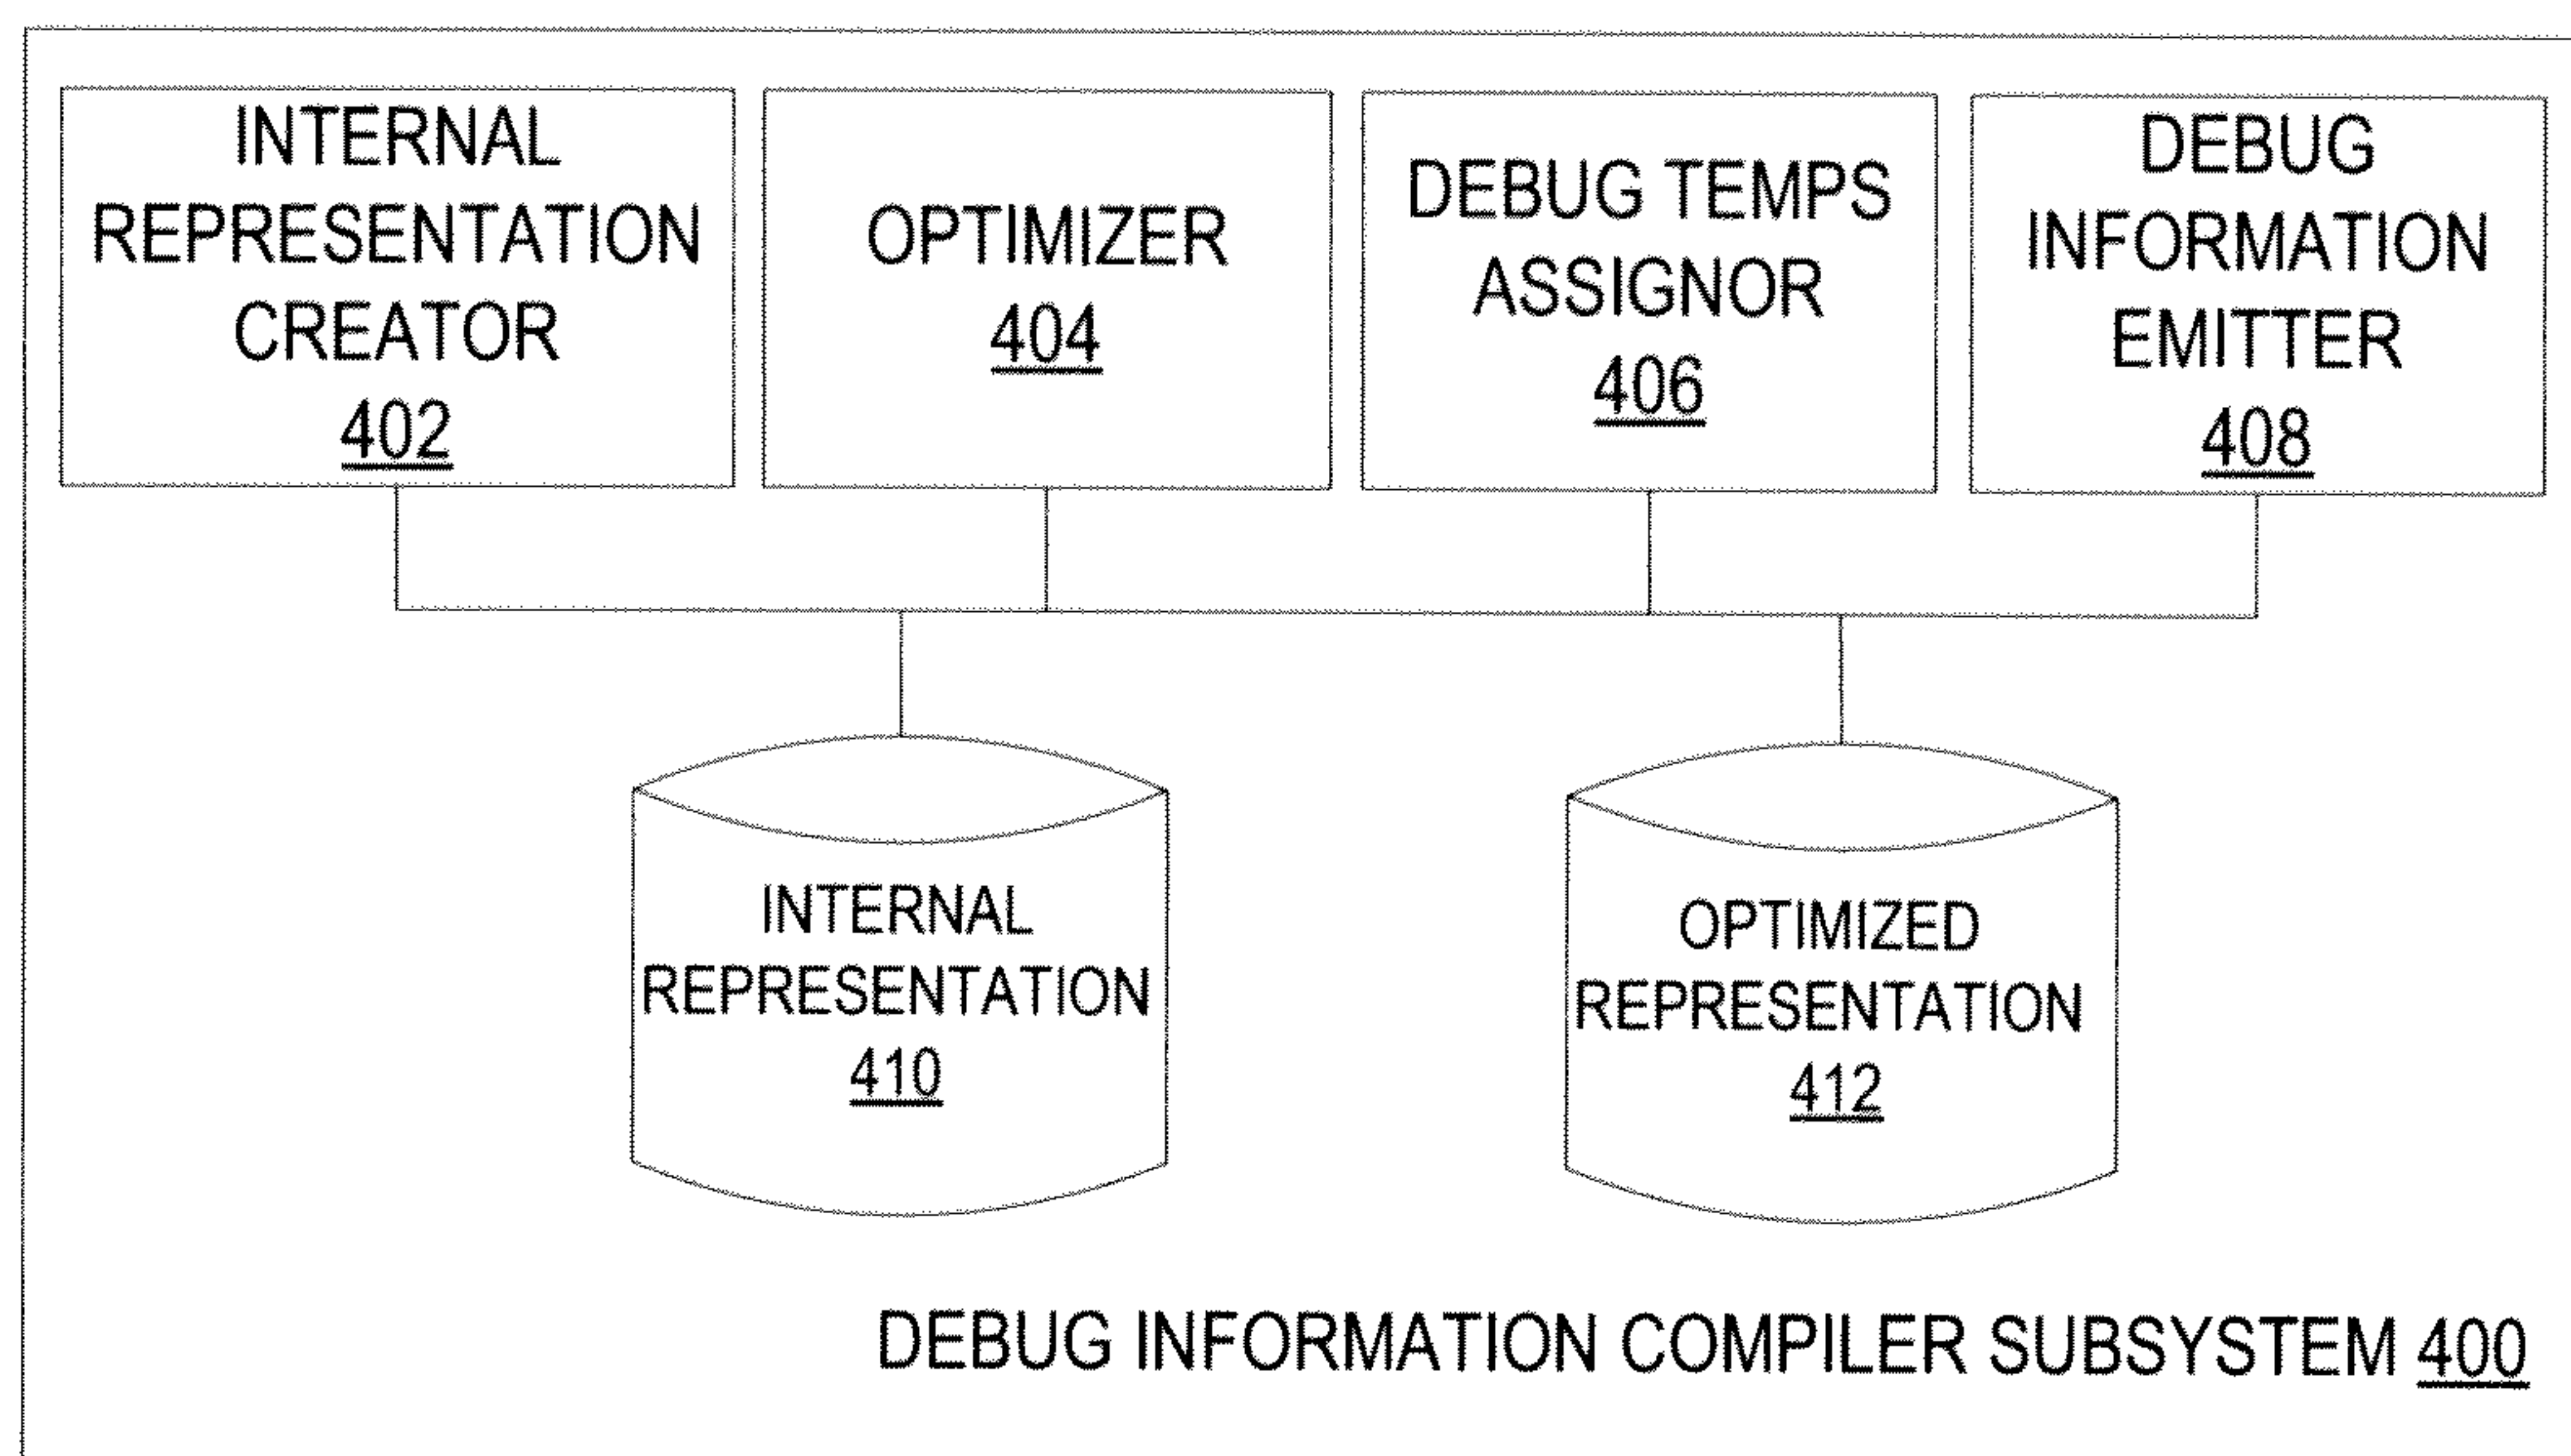 INTERNAL
REPRESENTATION
CREATOR
402
OPTIMIZER
404
DEBUG TEMPS
ASSIGNOR
406
DEBUG
INFORMATION
EMITTER
408
INTERNAL
REPRESENTATION
410
OPTIMIZED
REPRESENTATION
412
DEBUG INFORMATION COMPILER SUBSYSTEM 400